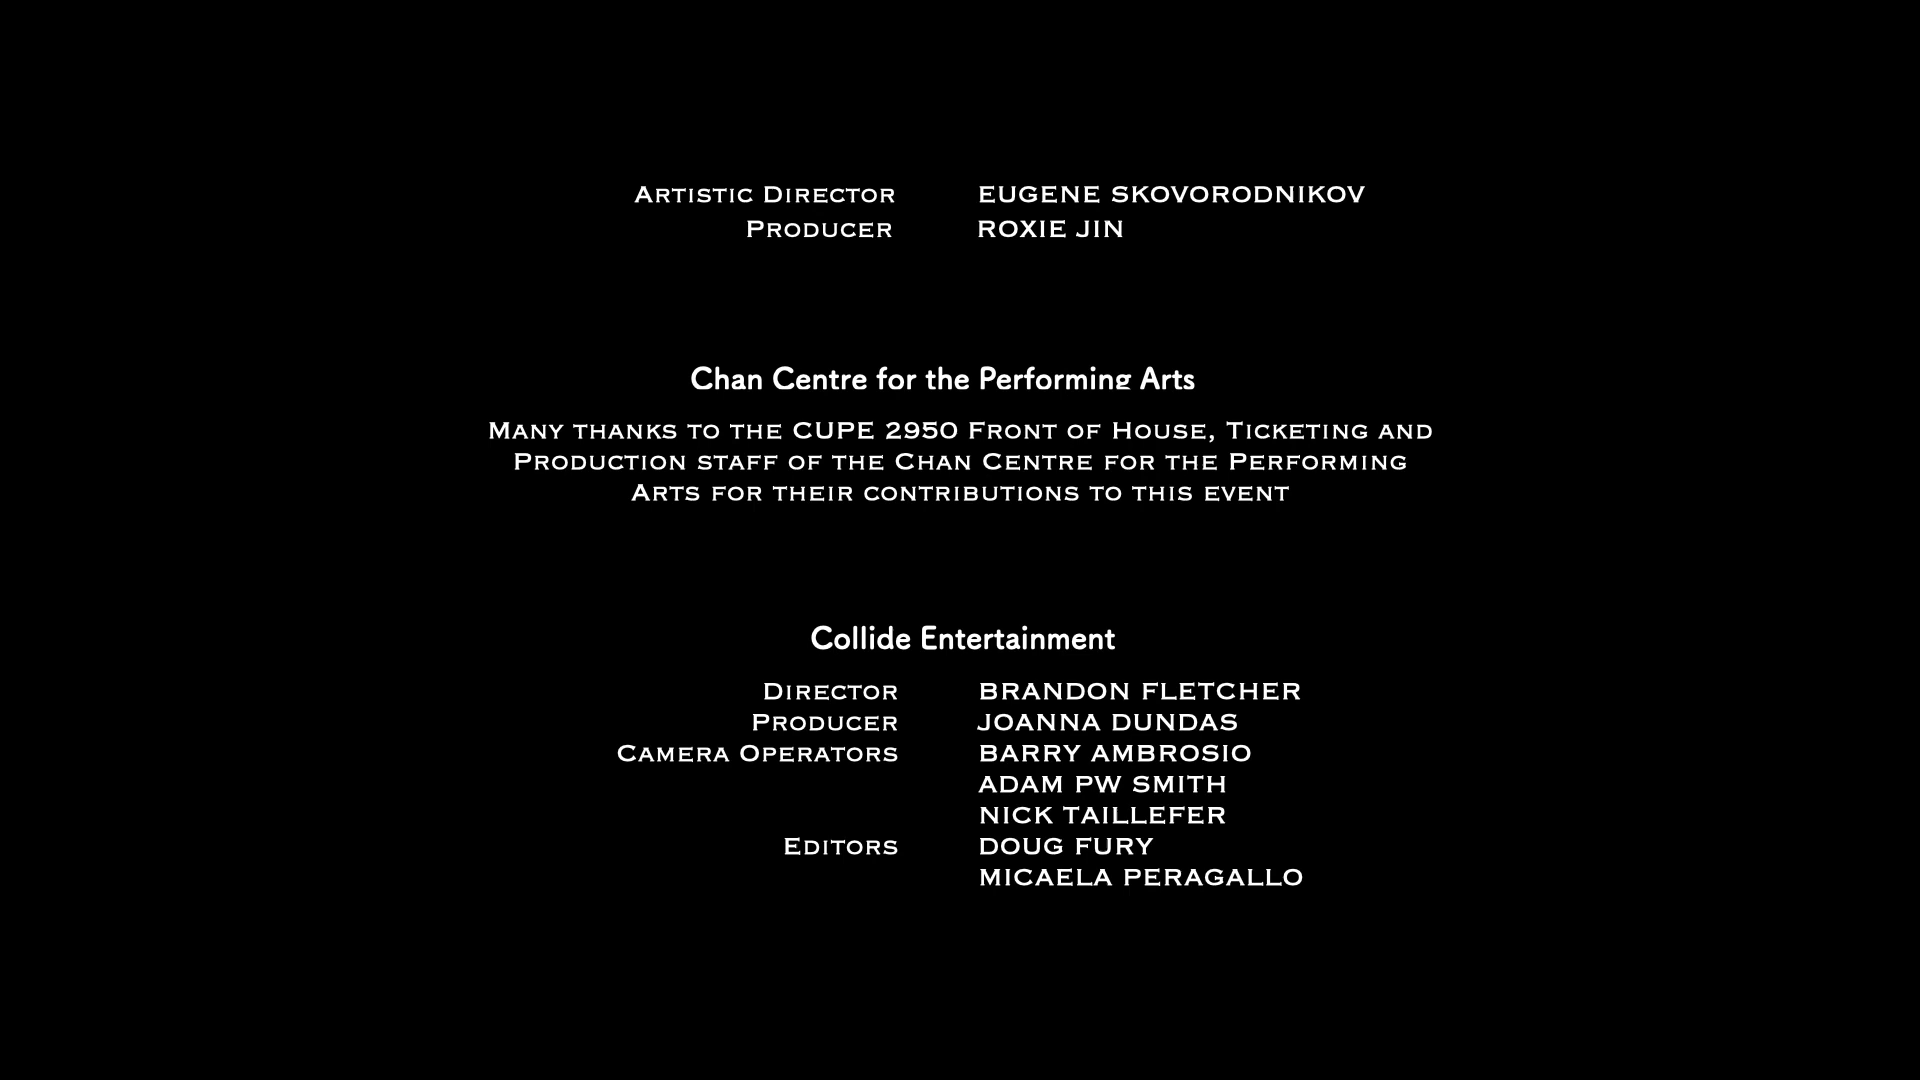 Artistic Director EUGENE SKOVORODNIKOV
Producer ROXIE JIN
Chan Centre for the Performing Arts
Many thanks to the CUPE 2950 Front of House, Ticketing and
Production staff of the Chan Centre for the Performing
Arts for their contributions to this event
Collide Entertainment
Director BRANDON FLETCHER
Producer JOANNA DUNDAS
Camera Operators BARRY AMBROSIO
ADAM PW SMITH
NICK TAILLEFER
Editors DOUG FURY
MICAELA PERAGALLO